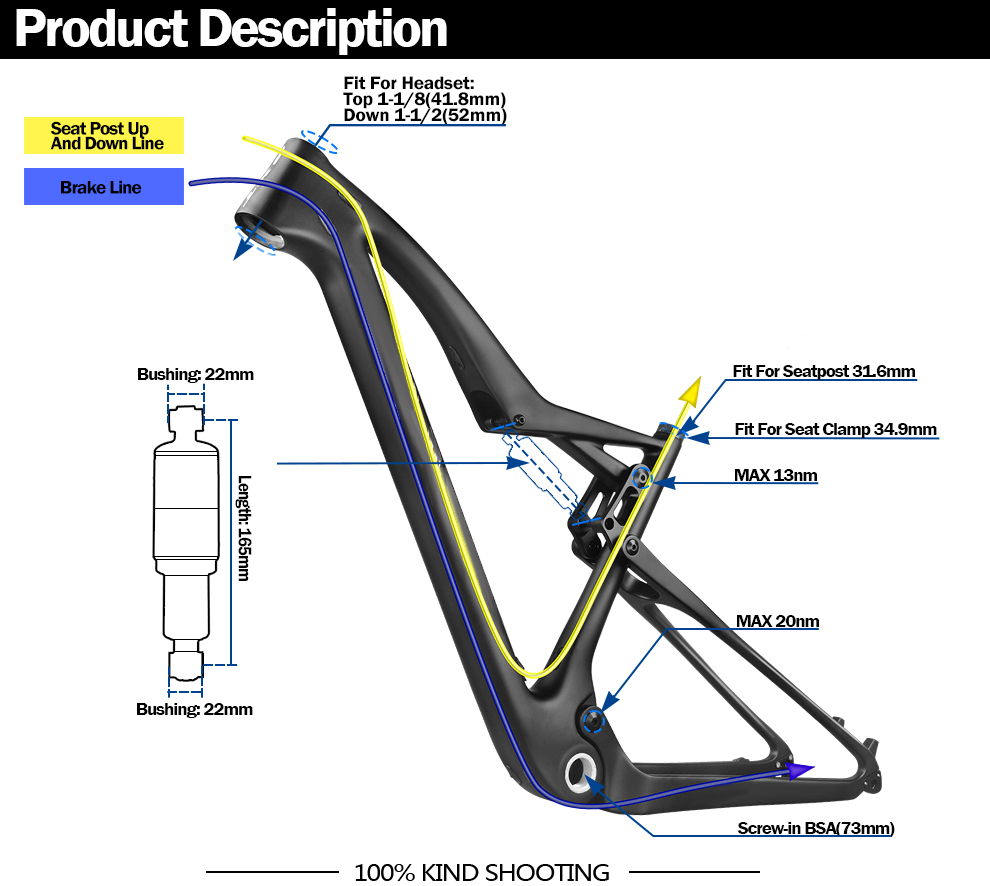 Product Description
Fit For Headset:
Top 1-1/8(41.8mm)
Down 1-1/2(52mm)
Seat Post Up
And Down Line
Brake Line
Bushing: 22mm
Length: 165mm
Bushing: 22mm
Fit For Seatpost 31.6mm
Fit For Seat Clamp 34.9mm
MAX 13nm
MAX 20nm
Screw-in BSA(73mm)
100% KIND SHOOTING